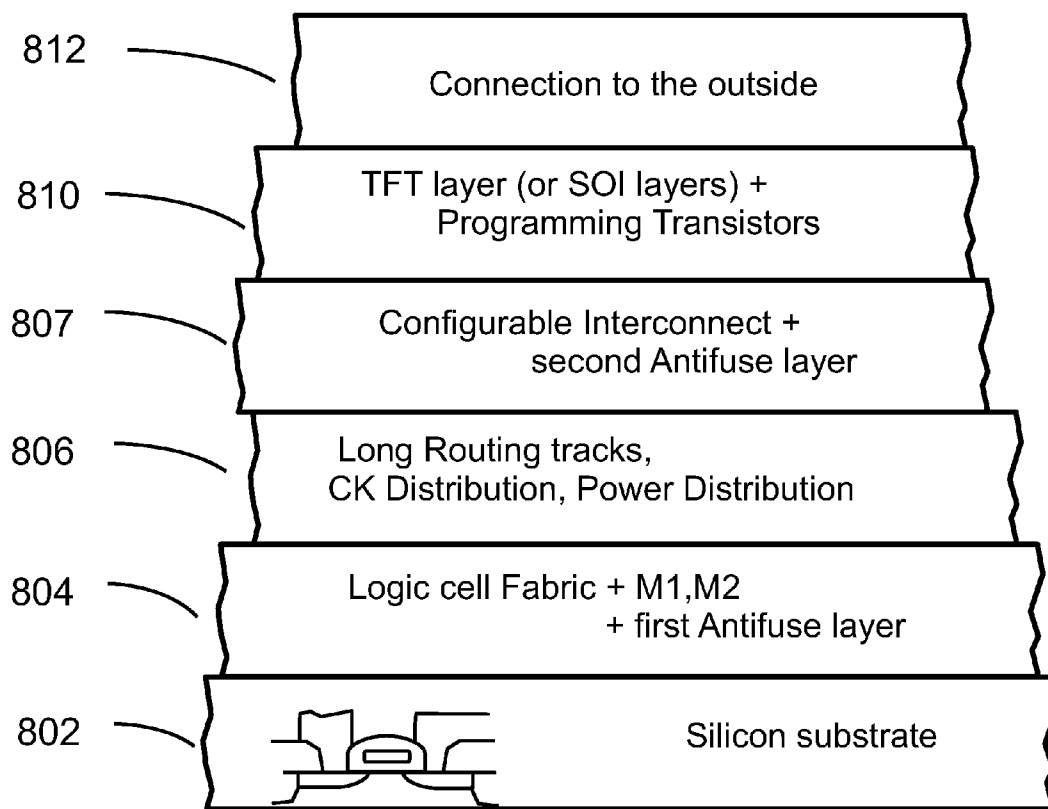 812
Connection to the outside
810
TFT layer (or SOI layers) +
Programming Transistors
807
Configurable Interconnect +
second Antifuse layer
806
Long Routing tracks,
CK Distribution, Power Distribution
804
Logic cell Fabric + M1,M2
+ first Antifuse layer
802
Silicon substrate